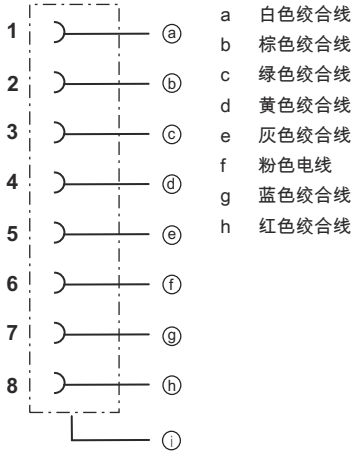 1 a
2 b
3 c
4 d
5 e
6 f
7 g
8 h
i
a 白色绞合线
b 棕色绞合线
c 绿色绞合线
d 黄色绞合线
e 灰色绞合线
f 粉色电线
g 蓝色绞合线
h 红色绞合线